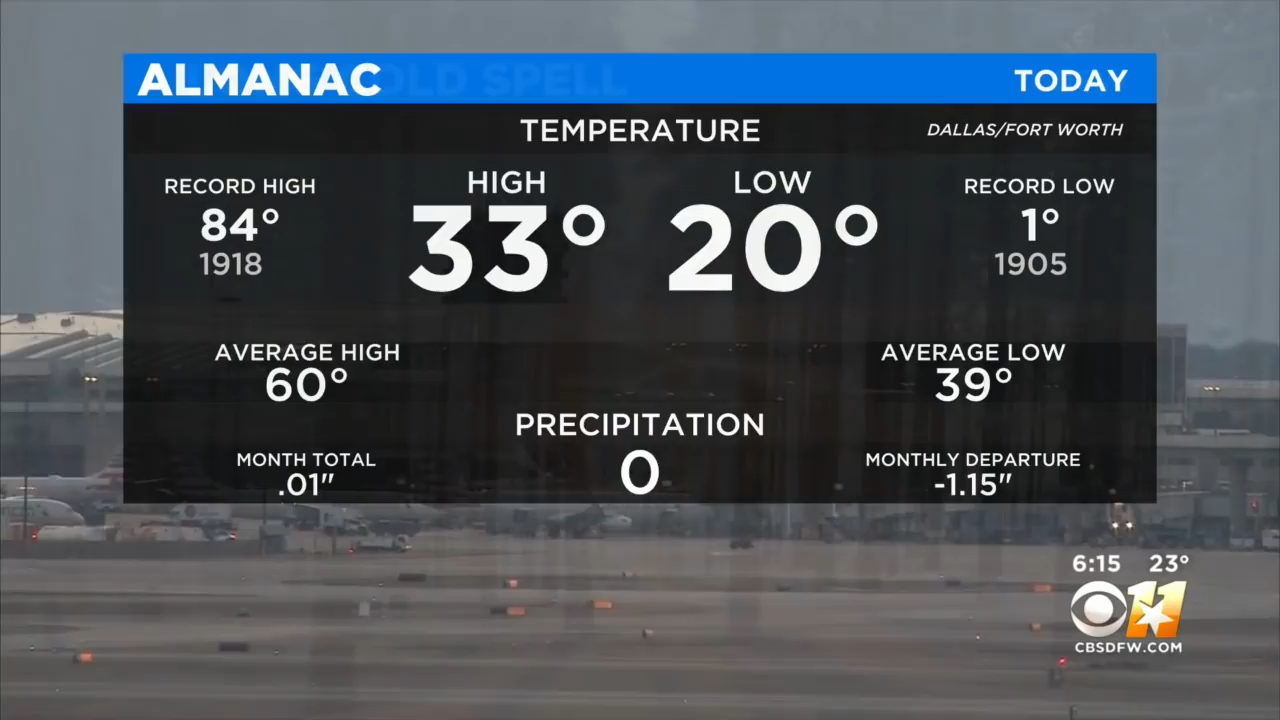 ALMANAC
OLD SPELL
TODAY
TEMPERATURE
DALLAS/FORT WORTH
RECORD HIGH
84°
1918
HIGH
33°
LOW
20°
RECORD LOW
1°
1905
AVERAGE HIGH
60°
AVERAGE LOW
39°
PRECIPITATION
0
MONTH TOTAL
.01"
MONTHLY DEPARTURE
-1.15"
6:15 23°
11
CBSDFW.COM